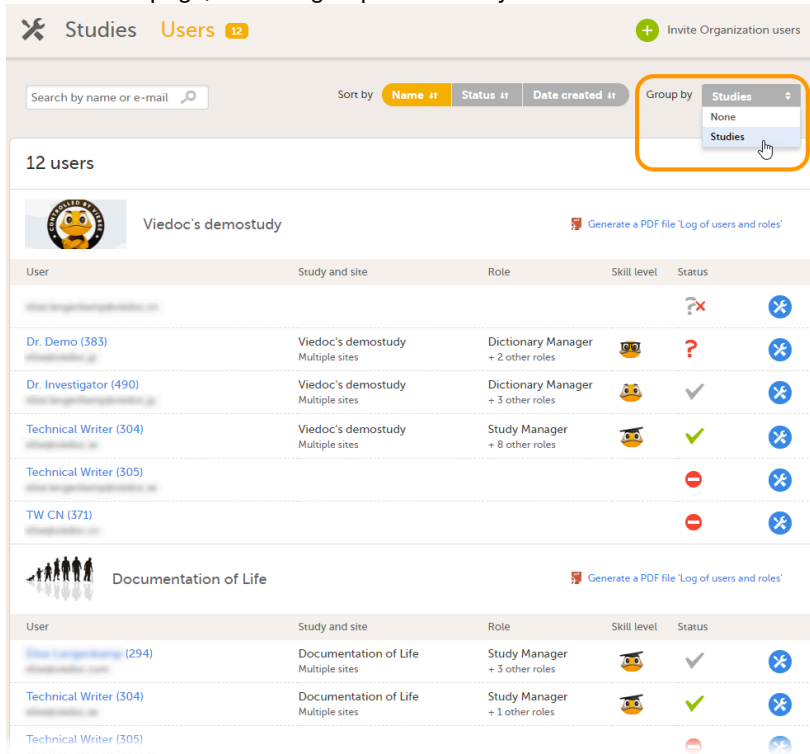 Studies Users 12 Invite Organization users
Search by name or e-mail Sort by Name Status Date created Group by Studies
None
Studies
12 users
CONTROLLED BY VIEDOC
Viedoc's demostudy Generate a PDF file 'Log of users and roles'
User Study and site Role Skill level Status
Dr. Demo (383) Viedoc's demostudy Dictionary Manager
Multiple sites + 2 other roles
Dr. Investigator (490) Viedoc's demostudy Dictionary Manager
Multiple sites + 3 other roles
Technical Writer (304) Viedoc's demostudy Study Manager
Multiple sites + 8 other roles
Technical Writer (305)
TW CN (371)
Documentation of Life Generate a PDF file 'Log of users and roles'
User Study and site Role Skill level Status
(294) Documentation of Life Study Manager
Multiple sites + 3 other roles
Technical Writer (304) Documentation of Life Study Manager
Multiple sites + 1 other roles
Technical Writer (305)